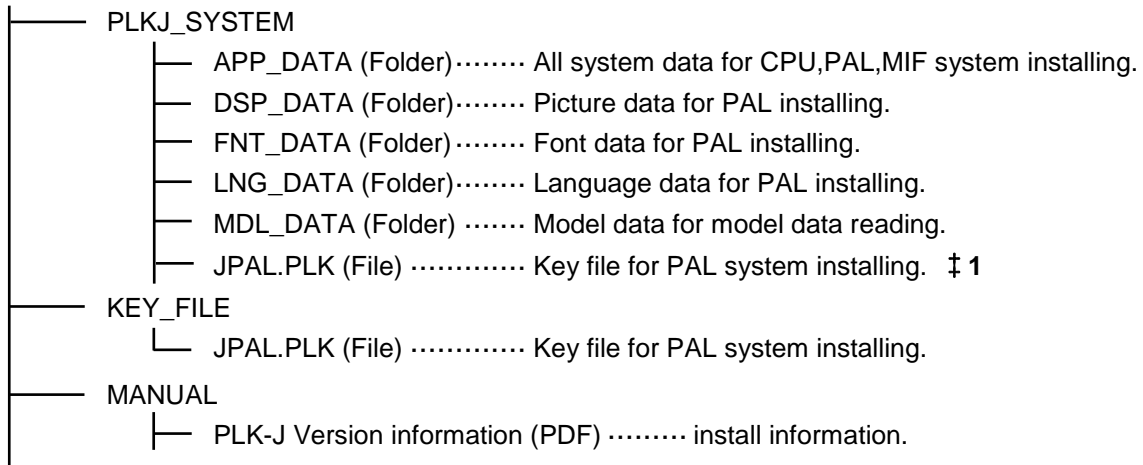 PLKJ_SYSTEM
APP_DATA (Folder)········ All system data for CPU,PAL,MIF system installing.
DSP_DATA (Folder)········ Picture data for PAL installing.
FNT_DATA (Folder)········ Font data for PAL installing.
LNG_DATA (Folder)········ Language data for PAL installing.
MDL_DATA (Folder) ······· Model data for model data reading.
JPAL.PLK (File) ············· Key file for PAL system installing. ‡ 1
KEY_FILE
JPAL.PLK (File) ············· Key file for PAL system installing.
MANUAL
PLK-J Version information (PDF) ········· install information.